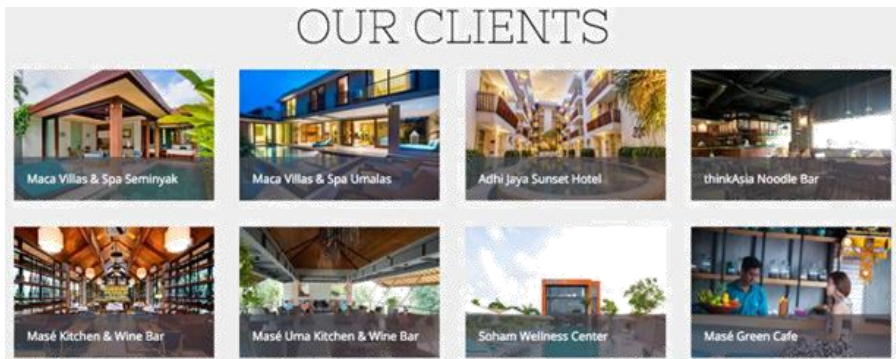 OUR CLIENTS
Maca Villas & Spa Seminyak
Maca Villas & Spa Umalas
Adhi Jaya Sunset Hotel
thinkAsia Noodle Bar
Masé Kitchen & Wine Bar
Masé Uma Kitchen & Wine Bar
Soham Wellness Center
Masé Green Cafe